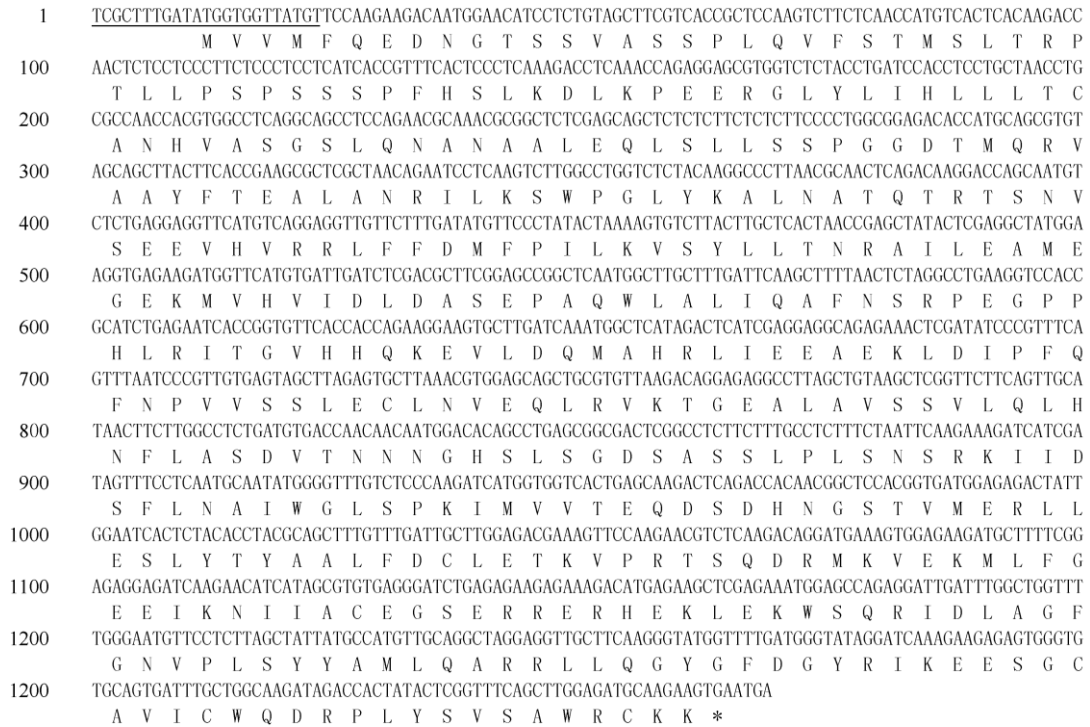 1 TCGCTTTGATATGGTGGTTATGTTCCAAGAAGACAATGGAACATCCTCTGTAGCTTCGTCACCGCTCCAAGTCTTCTCAACCATGTCACTCACAAGACC
M V V M F Q E D N G T S S V A S S P L Q V F S T M S L T R P
100 AACTCTCCTCCCTTCTCCCTCCTCATCACCGTTTCACTCCCTCAAAGACCTCAAACCAGAGGAGCGTGGTCTCTACCTGATCCACCTCCTGCTAACCTG
T L L P S P S S S P F H S L K D L K P E E R G L Y L I H L L L T C
200 CGCCAACCACGTGGCCTCAGGCAGCCTCCAGAACGCAAACGCGGCTCTCGAGCAGCTCTCTCTTCTCTCTTCCCCTGGCGGAGACACCATGCAGCGTGT
A N H V A S G S L Q N A N A A L E Q L S L L S S P G G D T M Q R V
300 AGCAGCTTACTTCACCGAAGCGCTCGCTAACAGAATCCTCAAGTCTTGGCCTGGTCTCTACAAGGCCCTTAACGCAACTCAGACAAGGACCAGCAATGT
A A Y F T E A L A N R I L K S W P G L Y K A L N A T Q T R T S N V
400 CTCTGAGGAGGTTCATGTCAGGAGGTTGTTCTTTGATATGTTCCCTATACTAAAAGTGTCTTACTTGCTCACTAACCGAGCTATACTCGAGGCTATGGA
S E E V H V R R L F F D M F P I L K V S Y L L T N R A I L E A M E
500 AGGTGAGAAGATGGTTCATGTGATTGATCTCGACGCTTCGGAGCCGGCTCAATGGCTTGCTTTGATTCAAGCTTTTAACTCTAGGCCTGAAGGTCCACC
G E K M V H V I D L D A S E P A Q W L A L I Q A F N S R P E G P P
600 GCATCTGAGAATCACCGGTGTTCACCACCAGAAGGAAGTGCTTGATCAAATGGCTCATAGACTCATCGAGGAGGCAGAGAAACTCGATATCCCGTTTCA
H L R I T G V H H Q K E V L D Q M A H R L I E E A E K L D I P F Q
700 GTTTAATCCCGTTGTGAGTAGCTTAGAGTGCTTAAACGTGGAGCAGCTGCGTGTTAAGACAGGAGAGGCCTTAGCTGTAAGCTCGGTTCTTCAGTTGCA
F N P V V S S L E C L N V E Q L R V K T G E A L A V S S V L Q L H
800 TAACTTCTTGGCCTCTGATGTGACCAACAACAATGGACACAGCCTGAGCGGCGACTCGGCCTCTTCTTTGCCTCTTTCTAATTCAAGAAAGATCATCGA
N F L A S D V T N N N G H S L S G D S A S S L P L S N S R K I I D
900 TAGTTTCCTCAATGCAATATGGGGTTTGTCTCCCAAGATCATGGTGGTCACTGAGCAAGACTCAGACCACAACGGCTCCACGGTGATGGAGAGACTATT
S F L N A I W G L S P K I M V V T E Q D S D H N G S T V M E R L L
1000 GGAATCACTCTACACCTACGCAGCTTTGTTTGATTGCTTGGAGACGAAAGTTCCAAGAACGTCTCAAGACAGGATGAAAGTGGAGAAGATGCTTTTCGG
E S L Y T Y A A L F D C L E T K V P R T S Q D R M K V E K M L F G
1100 AGAGGAGATCAAGAACATCATAGCGTGTGAGGGATCTGAGAGAAGAGAAAGACATGAGAAGCTCGAGAAATGGAGCCAGAGGATTGATTTGGCTGGTTT
E E I K N I I A C E G S E R R E R H E K L E K W S Q R I D L A G F
1200 TGGGAATGTTCCTCTTAGCTATTATGCCATGTTGCAGGCTAGGAGGTTGCTTCAAGGGTATGGTTTTGATGGGTATAGGATCAAAGAAGAGAGTGGGTG
G N V P L S Y Y A M L Q A R R L L Q G Y G F D G Y R I K E E S G C
1200 TGCAGTGATTTGCTGGCAAGATAGACCACTATACTCGGTTTCAGCTTGGAGATGCAAGAAGTGAATGA
A V I C W Q D R P L Y S V S A W R C K K *